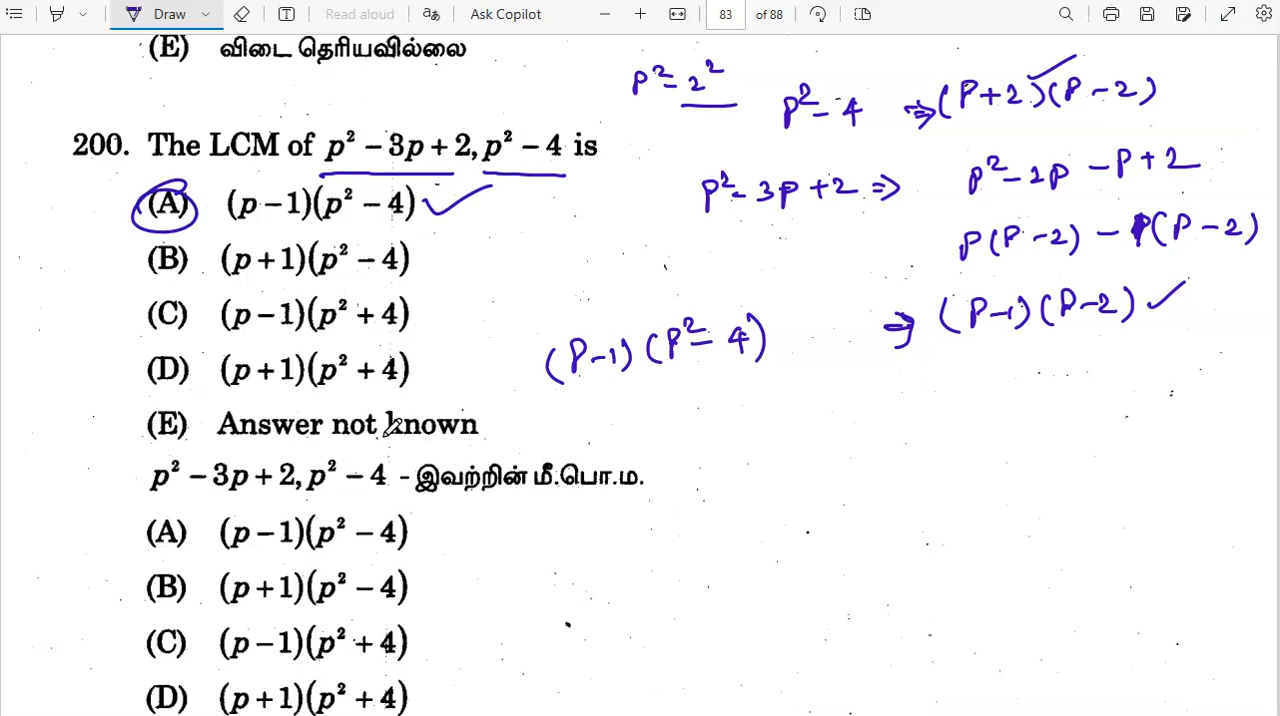 Draw
Read aloud
aあ
Ask Copilot
83 of 88
(E) விடை தெரியவில்லை
p² - 2²
p² - 4 ⇒ (P+2)(P-2)
200. The LCM of p² − 3p + 2, p² − 4 is
p² - 3p + 2 ⇒ p² - 2p - p + 2
(A) (p − 1)(p² − 4)
P(P-2) - 1(P-2)
(B) (p + 1)(p² − 4)
(C) (p − 1)(p² + 4)
⇒ (P-1)(P-2)
(P-1)(P²-4)
(D) (p + 1)(p² + 4)
(E) Answer not known
p² − 3p + 2, p² − 4 - இவற்றின் மீ.பொ.ம.
(A) (p − 1)(p² − 4)
(B) (p + 1)(p² − 4)
(C) (p − 1)(p² + 4)
(D) (p + 1)(p² + 4)